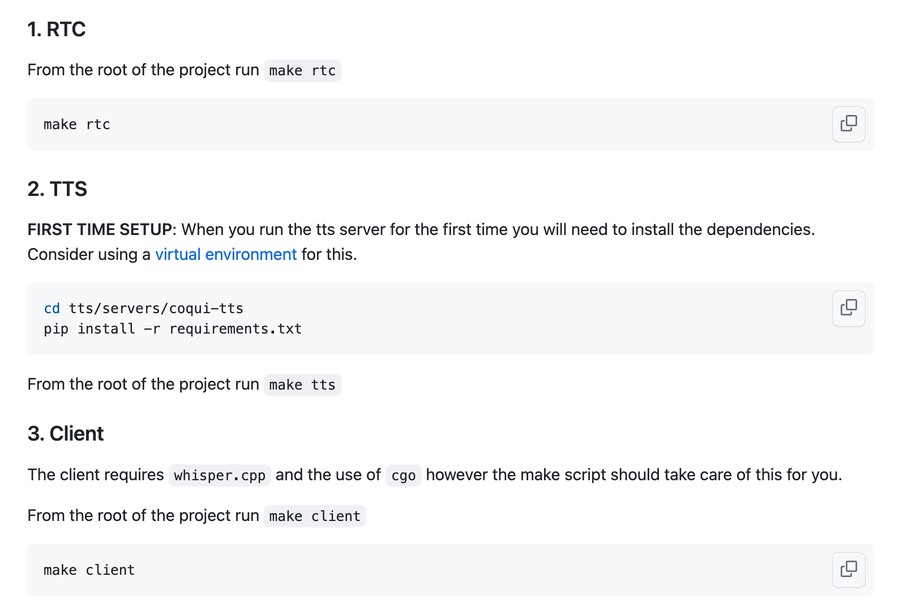 1. RTC
From the root of the project run make rtc
make rtc
2. TTS
FIRST TIME SETUP: When you run the tts server for the first time you will need to install the dependencies.
Consider using a virtual environment for this.
cd tts/servers/coqui-tts
pip install -r requirements.txt
From the root of the project run make tts
3. Client
The client requires whisper.cpp and the use of cgo however the make script should take care of this for you.
From the root of the project run make client
make client